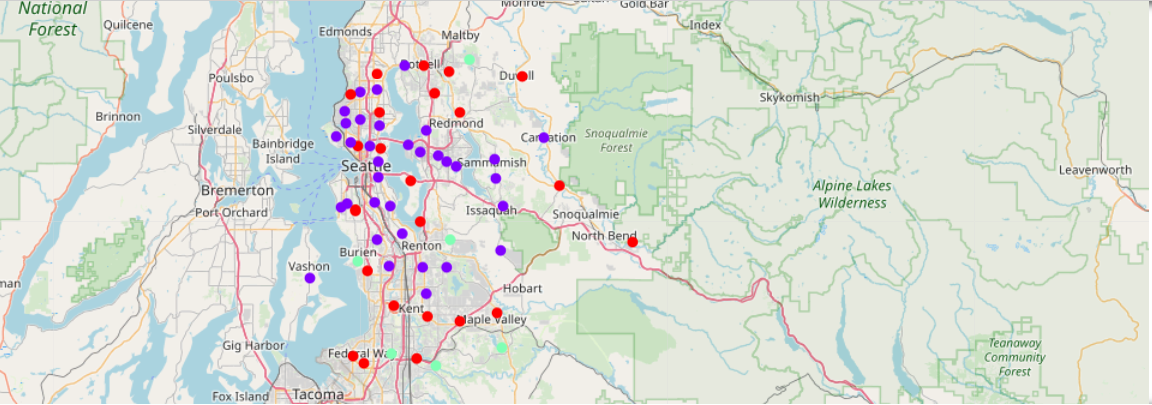 National
Forest
Quilcene
Edmonds
Monroe
Gold Bar
Index
Maltby
Poulsbo
Skykomish
Brinnon
Silverdale
Redmond
Carnation
Snoqualmie
Forest
Bainbridge
Island
Seattle
Sammamish
Leavenworth
Bremerton
Alpine Lakes
Wilderness
Port Orchard
Issaquah
Snoqualmie
North Bend
Burien
Renton
Vashon
Hobart
Kent
Maple Valley
Gig Harbor
Federal Way
Teanaway
Community
Forest
Fox Island
Tacoma